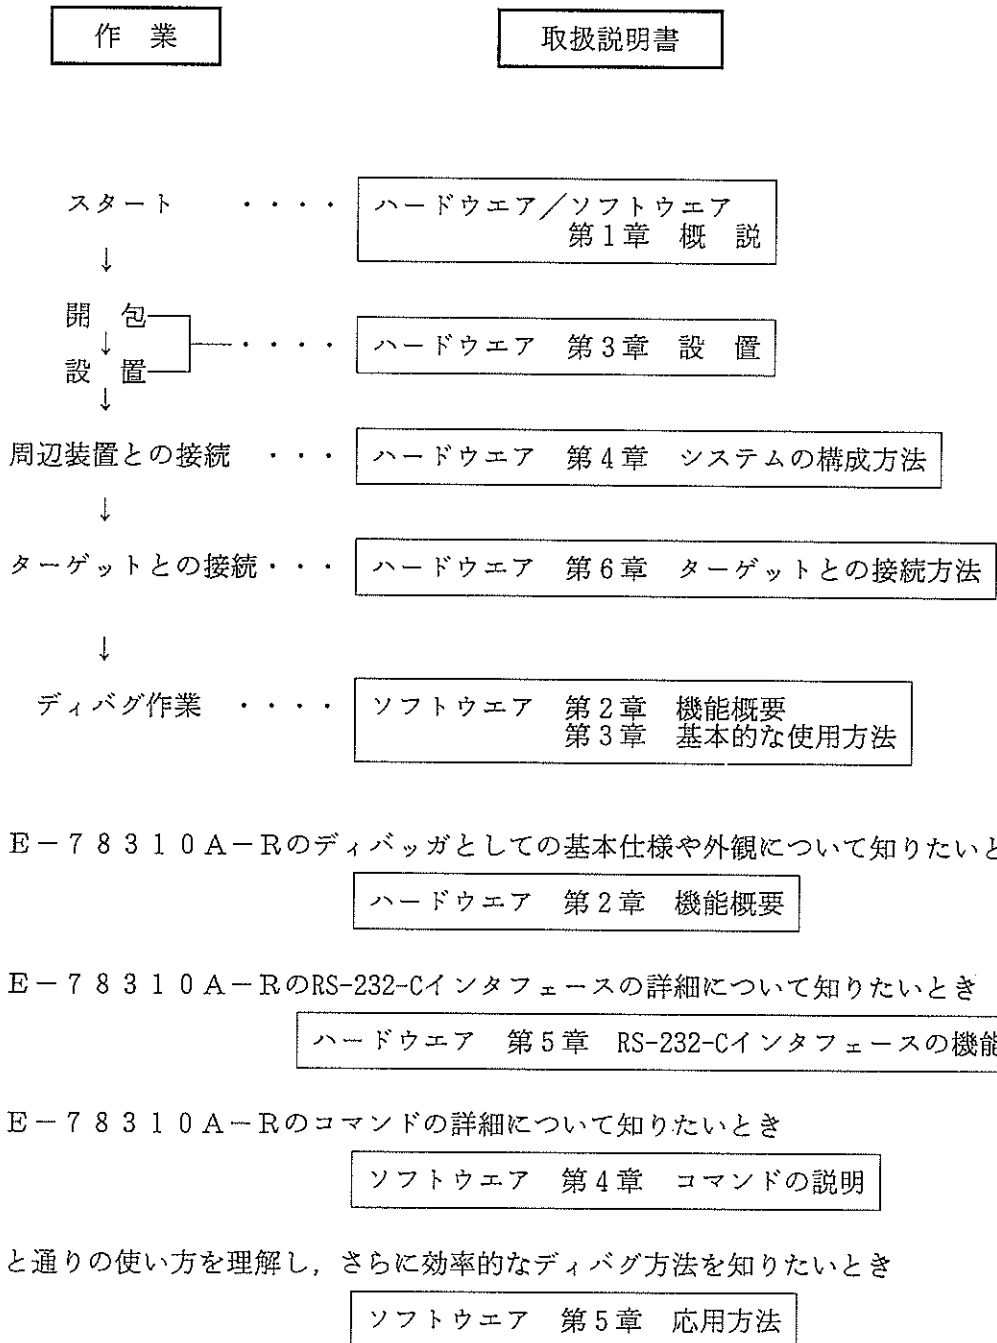 作 業 取扱説明書
スタート ・・・・ ハードウエア／ソフトウエア
第1章 概 説
↓
開 包
↓ ・・・・ ハードウエア 第3章 設 置
設 置
↓
周辺装置との接続 ・・・ ハードウエア 第4章 システムの構成方法
↓
ターゲットとの接続・・・ ハードウエア 第6章 ターゲットとの接続方法
↓
ディバグ作業 ・・・・ ソフトウエア 第2章 機能概要
第3章 基本的な使用方法
E－78310A－Rのディバッガとしての基本仕様や外観について知りたいと
ハードウエア 第2章 機能概要
E－78310A－RのRS-232-Cインタフェースの詳細について知りたいとき
ハードウエア 第5章 RS-232-Cインタフェースの機能
E－78310A－Rのコマンドの詳細について知りたいとき
ソフトウエア 第4章 コマンドの説明
と通りの使い方を理解し，さらに効率的なディバグ方法を知りたいとき
ソフトウエア 第5章 応用方法